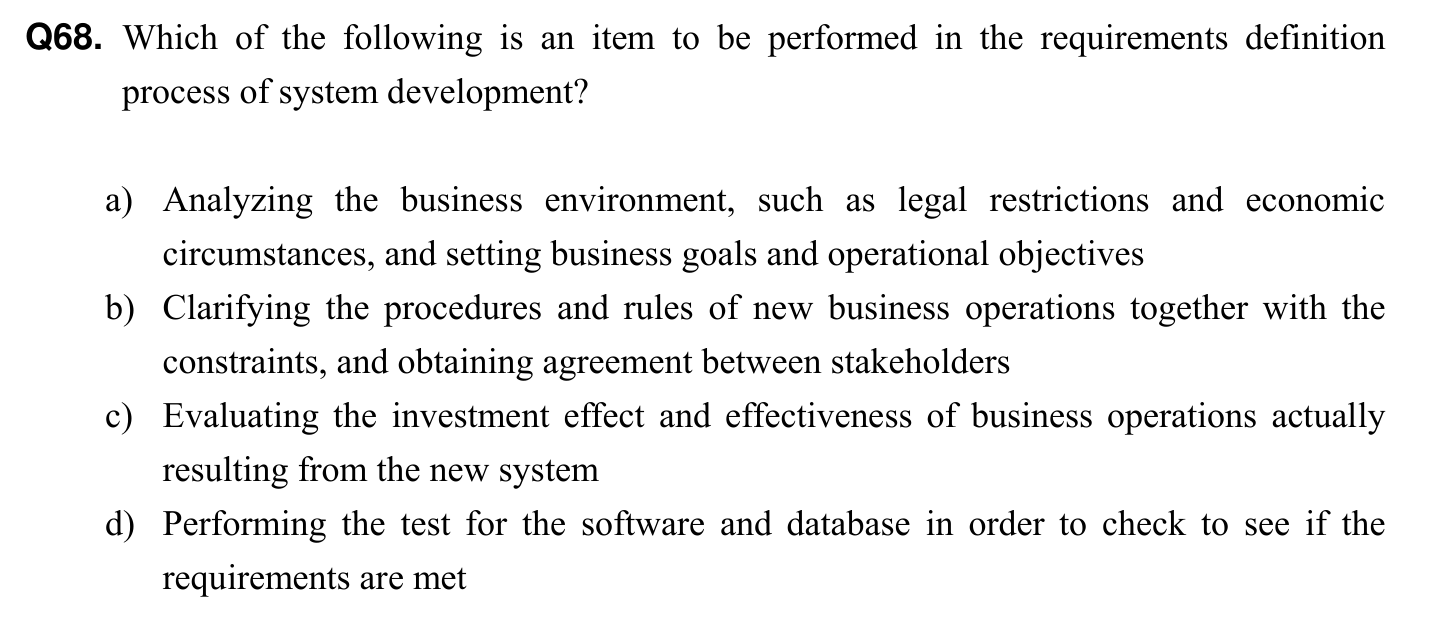 Q68. Which of the following is an item to be performed in the requirements definition
process of system development?
a) Analyzing the business environment, such as legal restrictions and economic
circumstances, and setting business goals and operational objectives
b) Clarifying the procedures and rules of new business operations together with the
constraints, and obtaining agreement between stakeholders
c) Evaluating the investment effect and effectiveness of business operations actually
resulting from the new system
d) Performing the test for the software and database in order to check to see if the
requirements are met